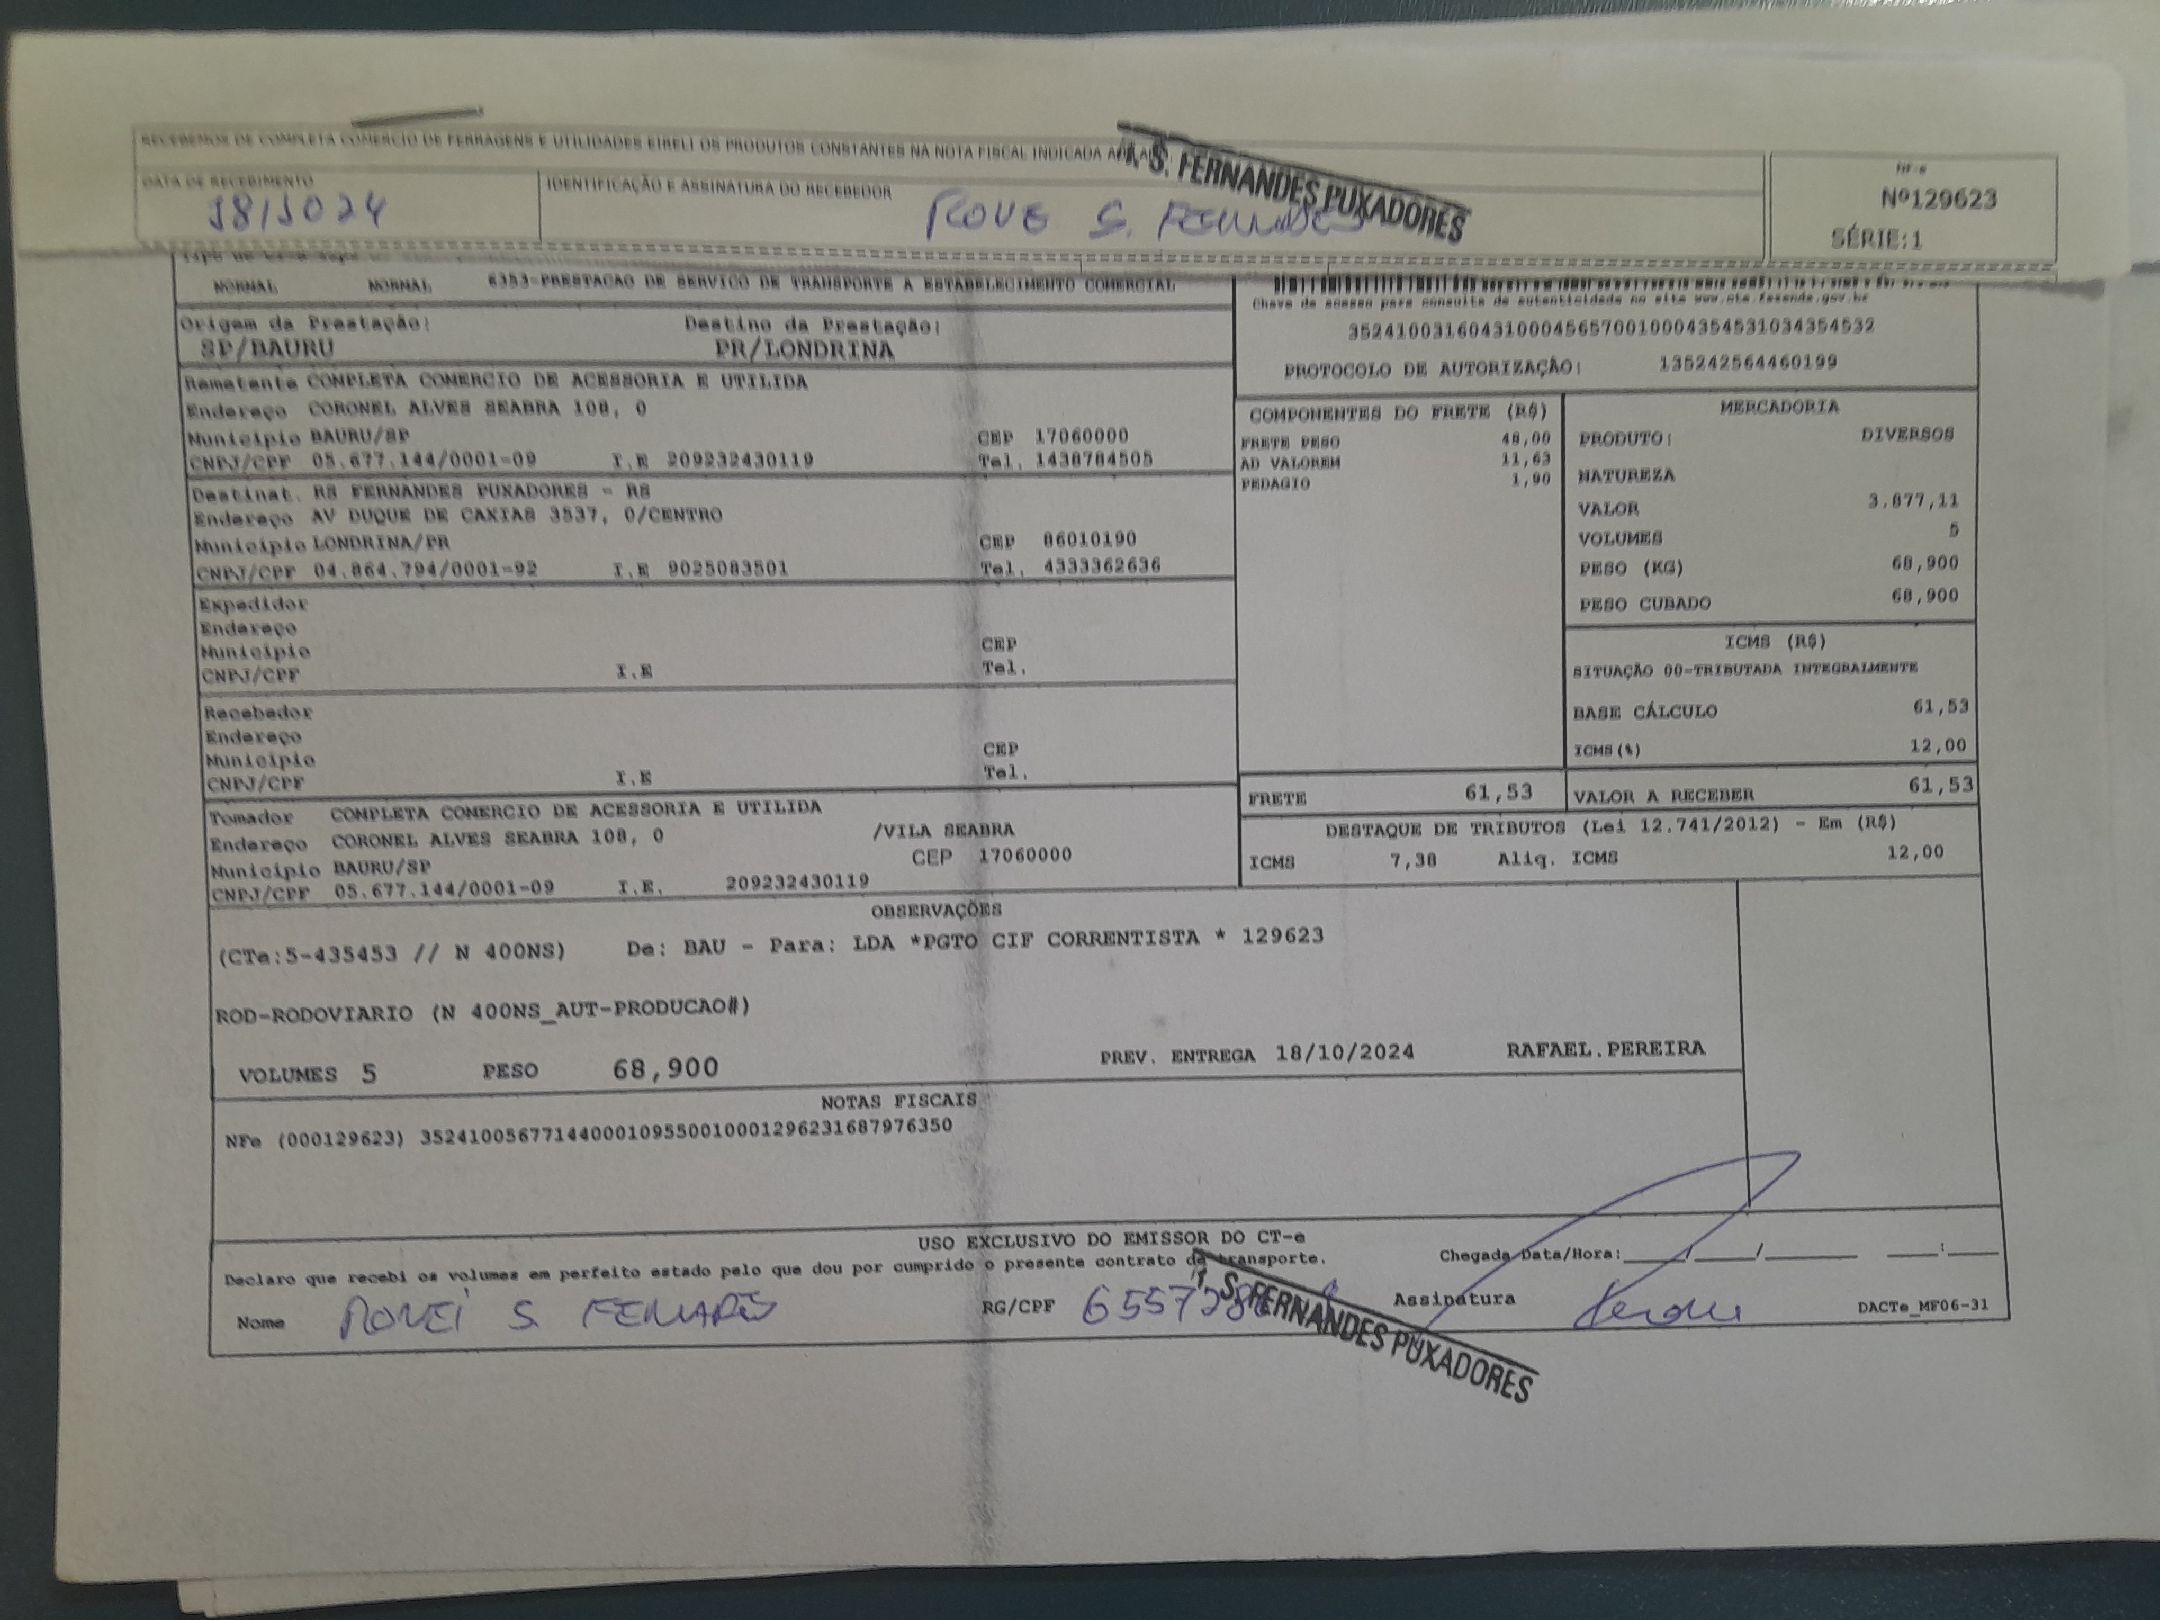 RECEBEMOS DE COMPLETA COMERCIO DE FERRAGENS E UTILIDADES EIRELI OS PRODUTOS CONSTANTES NA NOTA FISCAL INDICADA AO LADO
S. FERNANDES PUXADORES
NF-e
Nº129623
SÉRIE:1
DATA DE RECEBIMENTO
IDENTIFICAÇÃO E ASSINATURA DO RECEBEDOR
NORMAL NORMAL 6353-PRESTACAO DE SERVICO DE TRANSPORTE A ESTABELECIMENTO COMERCIAL
Chave de acesso para consulta de autenticidade no site www.cte.fazenda.gov.br
35241003160431000456570010004354531034354532
PROTOCOLO DE AUTORIZAÇÃO: 135242564460199
Origem da Prestação: Destino da Prestação:
SP/BAURU PR/LONDRINA
Remetente COMPLETA COMERCIO DE ACESSORIA E UTILIDA
Endereço CORONEL ALVES SEABRA 108, 0
Município BAURU/SP CEP 17060000
CNPJ/CPF 05.677.144/0001-09 I.E 209232430119 Tel. 1438784505
Destinat. RS FERNANDES PUXADORES - RS
Endereço AV DUQUE DE CAXIAS 3537, 0/CENTRO
Município LONDRINA/PR CEP 86010190
CNPJ/CPF 04.864.794/0001-92 I.E 9025083501 Tel. 4333362636
Expedidor
Endereço
Município CEP
CNPJ/CPF I.E Tel.
Recebedor
Endereço
Município CEP
CNPJ/CPF I.E Tel.
Tomador COMPLETA COMERCIO DE ACESSORIA E UTILIDA
Endereço CORONEL ALVES SEABRA 108, 0 /VILA SEABRA
Município BAURU/SP CEP 17060000
CNPJ/CPF 05.677.144/0001-09 I.E. 209232430119
COMPONENTES DO FRETE (R$)
FRETE PESO 48,00
AD VALOREM 11,63
PEDAGIO 1,90
FRETE 61,53
MERCADORIA
PRODUTO: DIVERSOS
NATUREZA
VALOR 3.877,11
VOLUMES 5
PESO (KG) 68,900
PESO CUBADO 68,900
ICMS (R$)
SITUAÇÃO 00-TRIBUTADA INTEGRALMENTE
BASE CÁLCULO 61,53
ICMS(%) 12,00
VALOR A RECEBER 61,53
DESTAQUE DE TRIBUTOS (Lei 12.741/2012) - Em (R$)
ICMS 7,38 Aliq. ICMS 12,00
OBSERVAÇÕES
(CTe:5-435453 // N 400NS) De: BAU - Para: LDA *PGTO CIF CORRENTISTA * 129623
ROD-RODOVIARIO (N 400NS_AUT-PRODUCAO#)
VOLUMES 5 PESO 68,900 PREV. ENTREGA 18/10/2024 RAFAEL.PEREIRA
NOTAS FISCAIS
NFe (000129623) 35241005677144000109550010001296231687976350
USO EXCLUSIVO DO EMISSOR DO CT-e
Declaro que recebi os volumes em perfeito estado pelo que dou por cumprido o presente contrato de transporte.
Chegada Data/Hora:____/____/________ ____:____
Nome RG/CPF Assinatura DACTe_MF06-31
S. FERNANDES PUXADORES